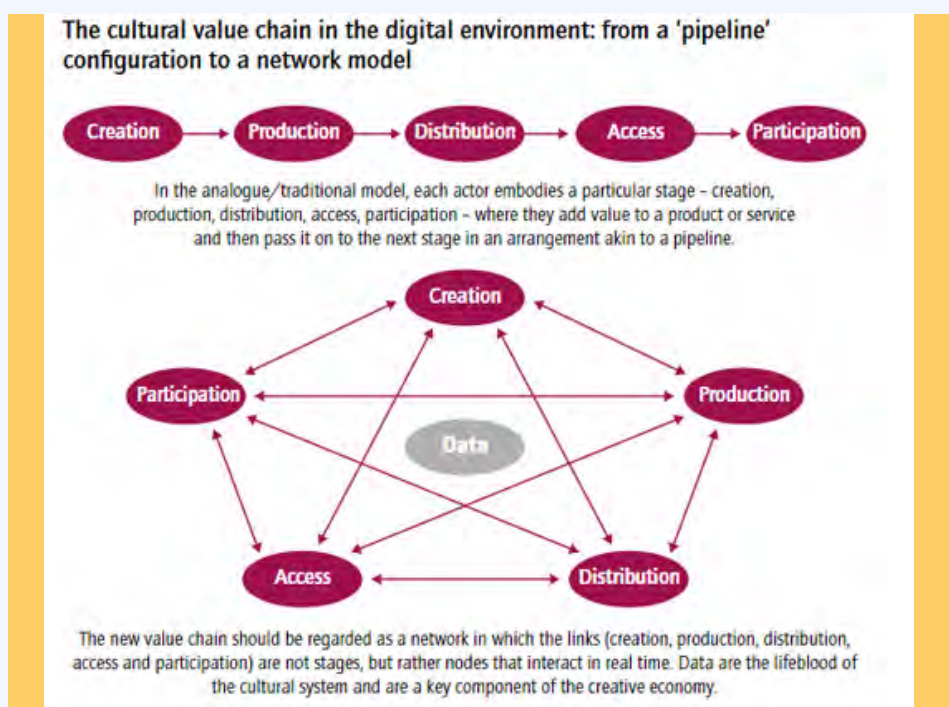 The cultural value chain in the digital environment: from a ‘pipeline’
configuration to a network model
Creation
Production
Distribution
Access
Participation
In the analogue/traditional model, each actor embodies a particular stage – creation,
production, distribution, access, participation – where they add value to a product or service
and then pass it on to the next stage in an arrangement akin to a pipeline.
Creation
Participation
Production
Data
Access
Distribution
The new value chain should be regarded as a network in which the links (creation, production, distribution,
access and participation) are not stages, but rather nodes that interact in real time. Data are the lifeblood of
the cultural system and are a key component of the creative economy.